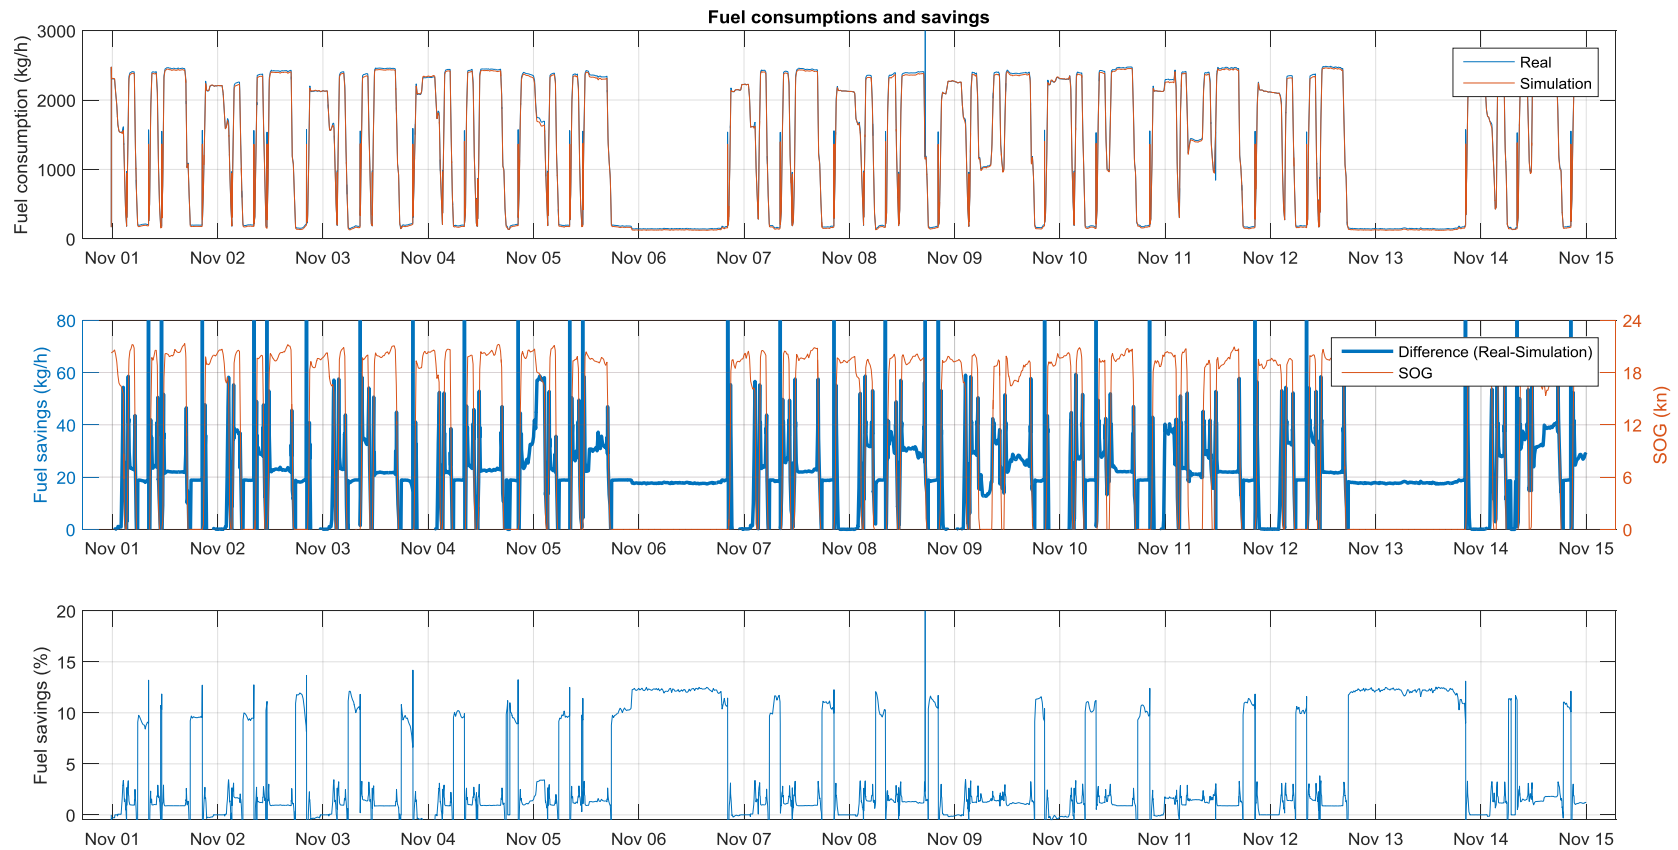 Fuel consumptions and savings
Fuel consumption (kg/h)
3000
2000
1000
0
Real
Simulation
Nov 01 Nov 02 Nov 03 Nov 04 Nov 05 Nov 06 Nov 07 Nov 08 Nov 09 Nov 10 Nov 11 Nov 12 Nov 13 Nov 14 Nov 15
Fuel savings (kg/h)
80
60
40
20
0
Difference (Real-Simulation)
SOG
24
18
12
6
0
SOG (kn)
Nov 01 Nov 02 Nov 03 Nov 04 Nov 05 Nov 06 Nov 07 Nov 08 Nov 09 Nov 10 Nov 11 Nov 12 Nov 13 Nov 14 Nov 15
Fuel savings (%)
20
15
10
5
0
Nov 01 Nov 02 Nov 03 Nov 04 Nov 05 Nov 06 Nov 07 Nov 08 Nov 09 Nov 10 Nov 11 Nov 12 Nov 13 Nov 14 Nov 15